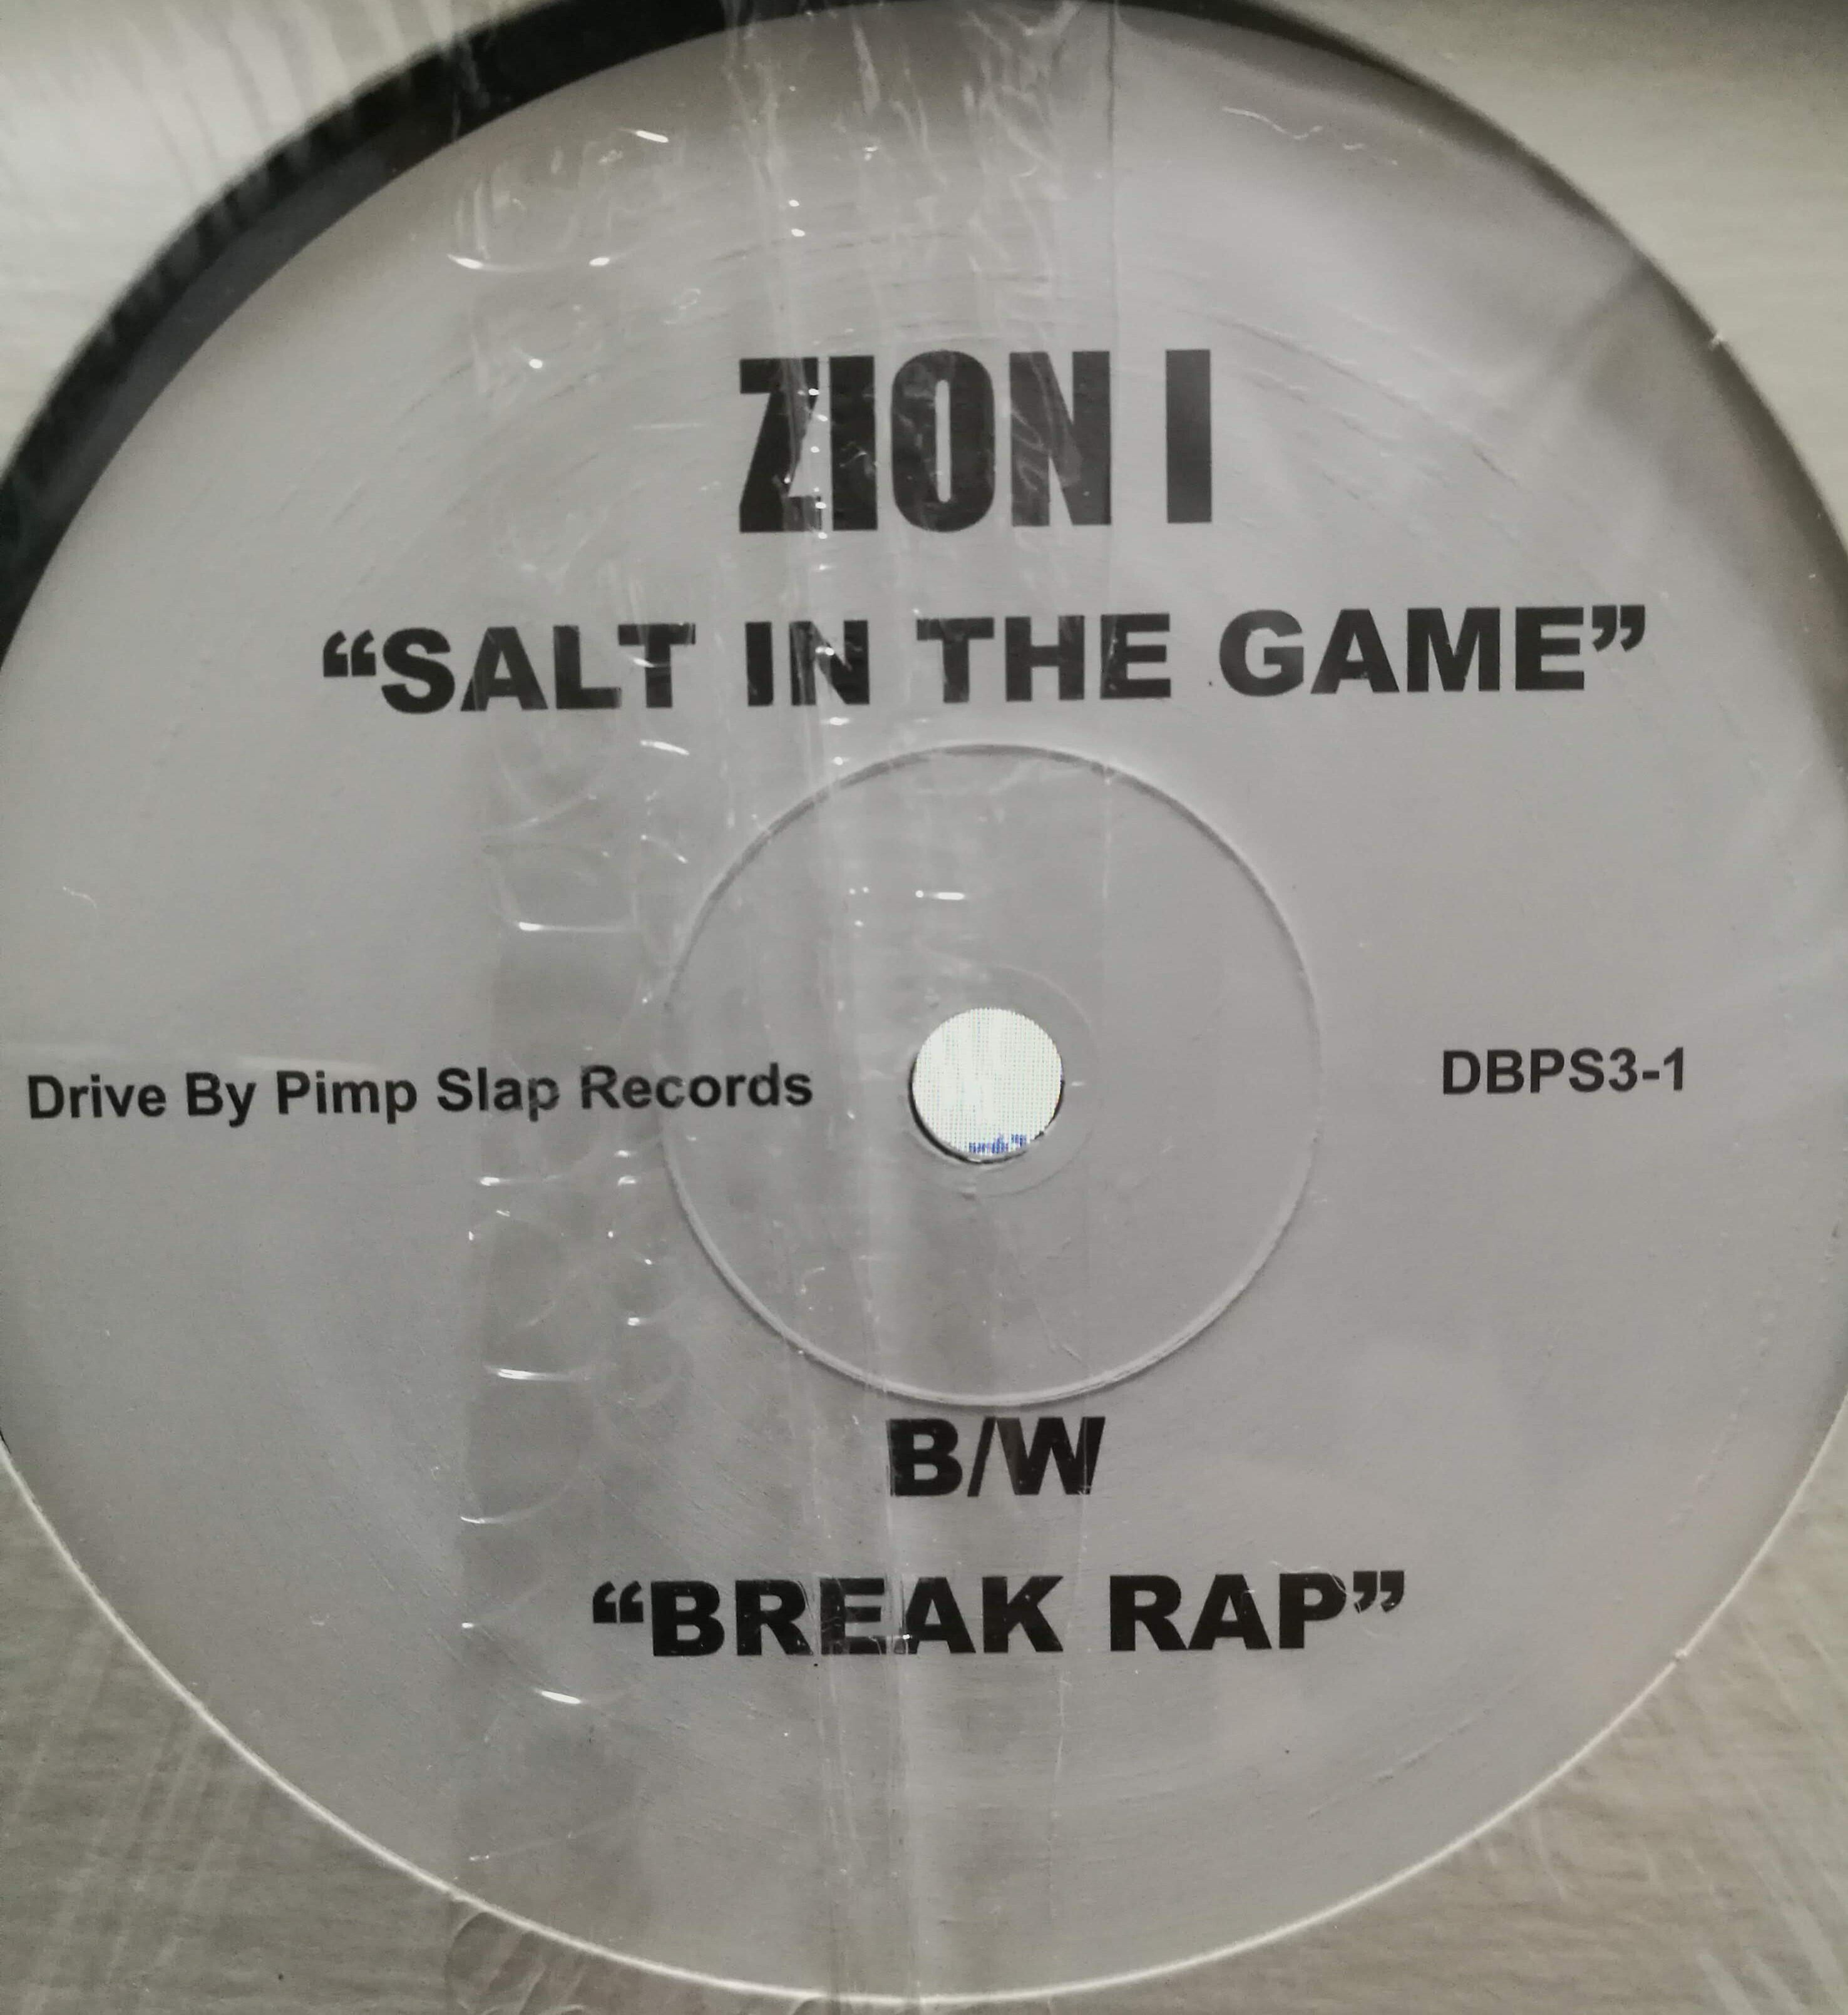 ZION I
“SALT IN THE GAME”
Drive By Pimp Slap Records
DBPS3-1
B/W
“BREAK RAP”